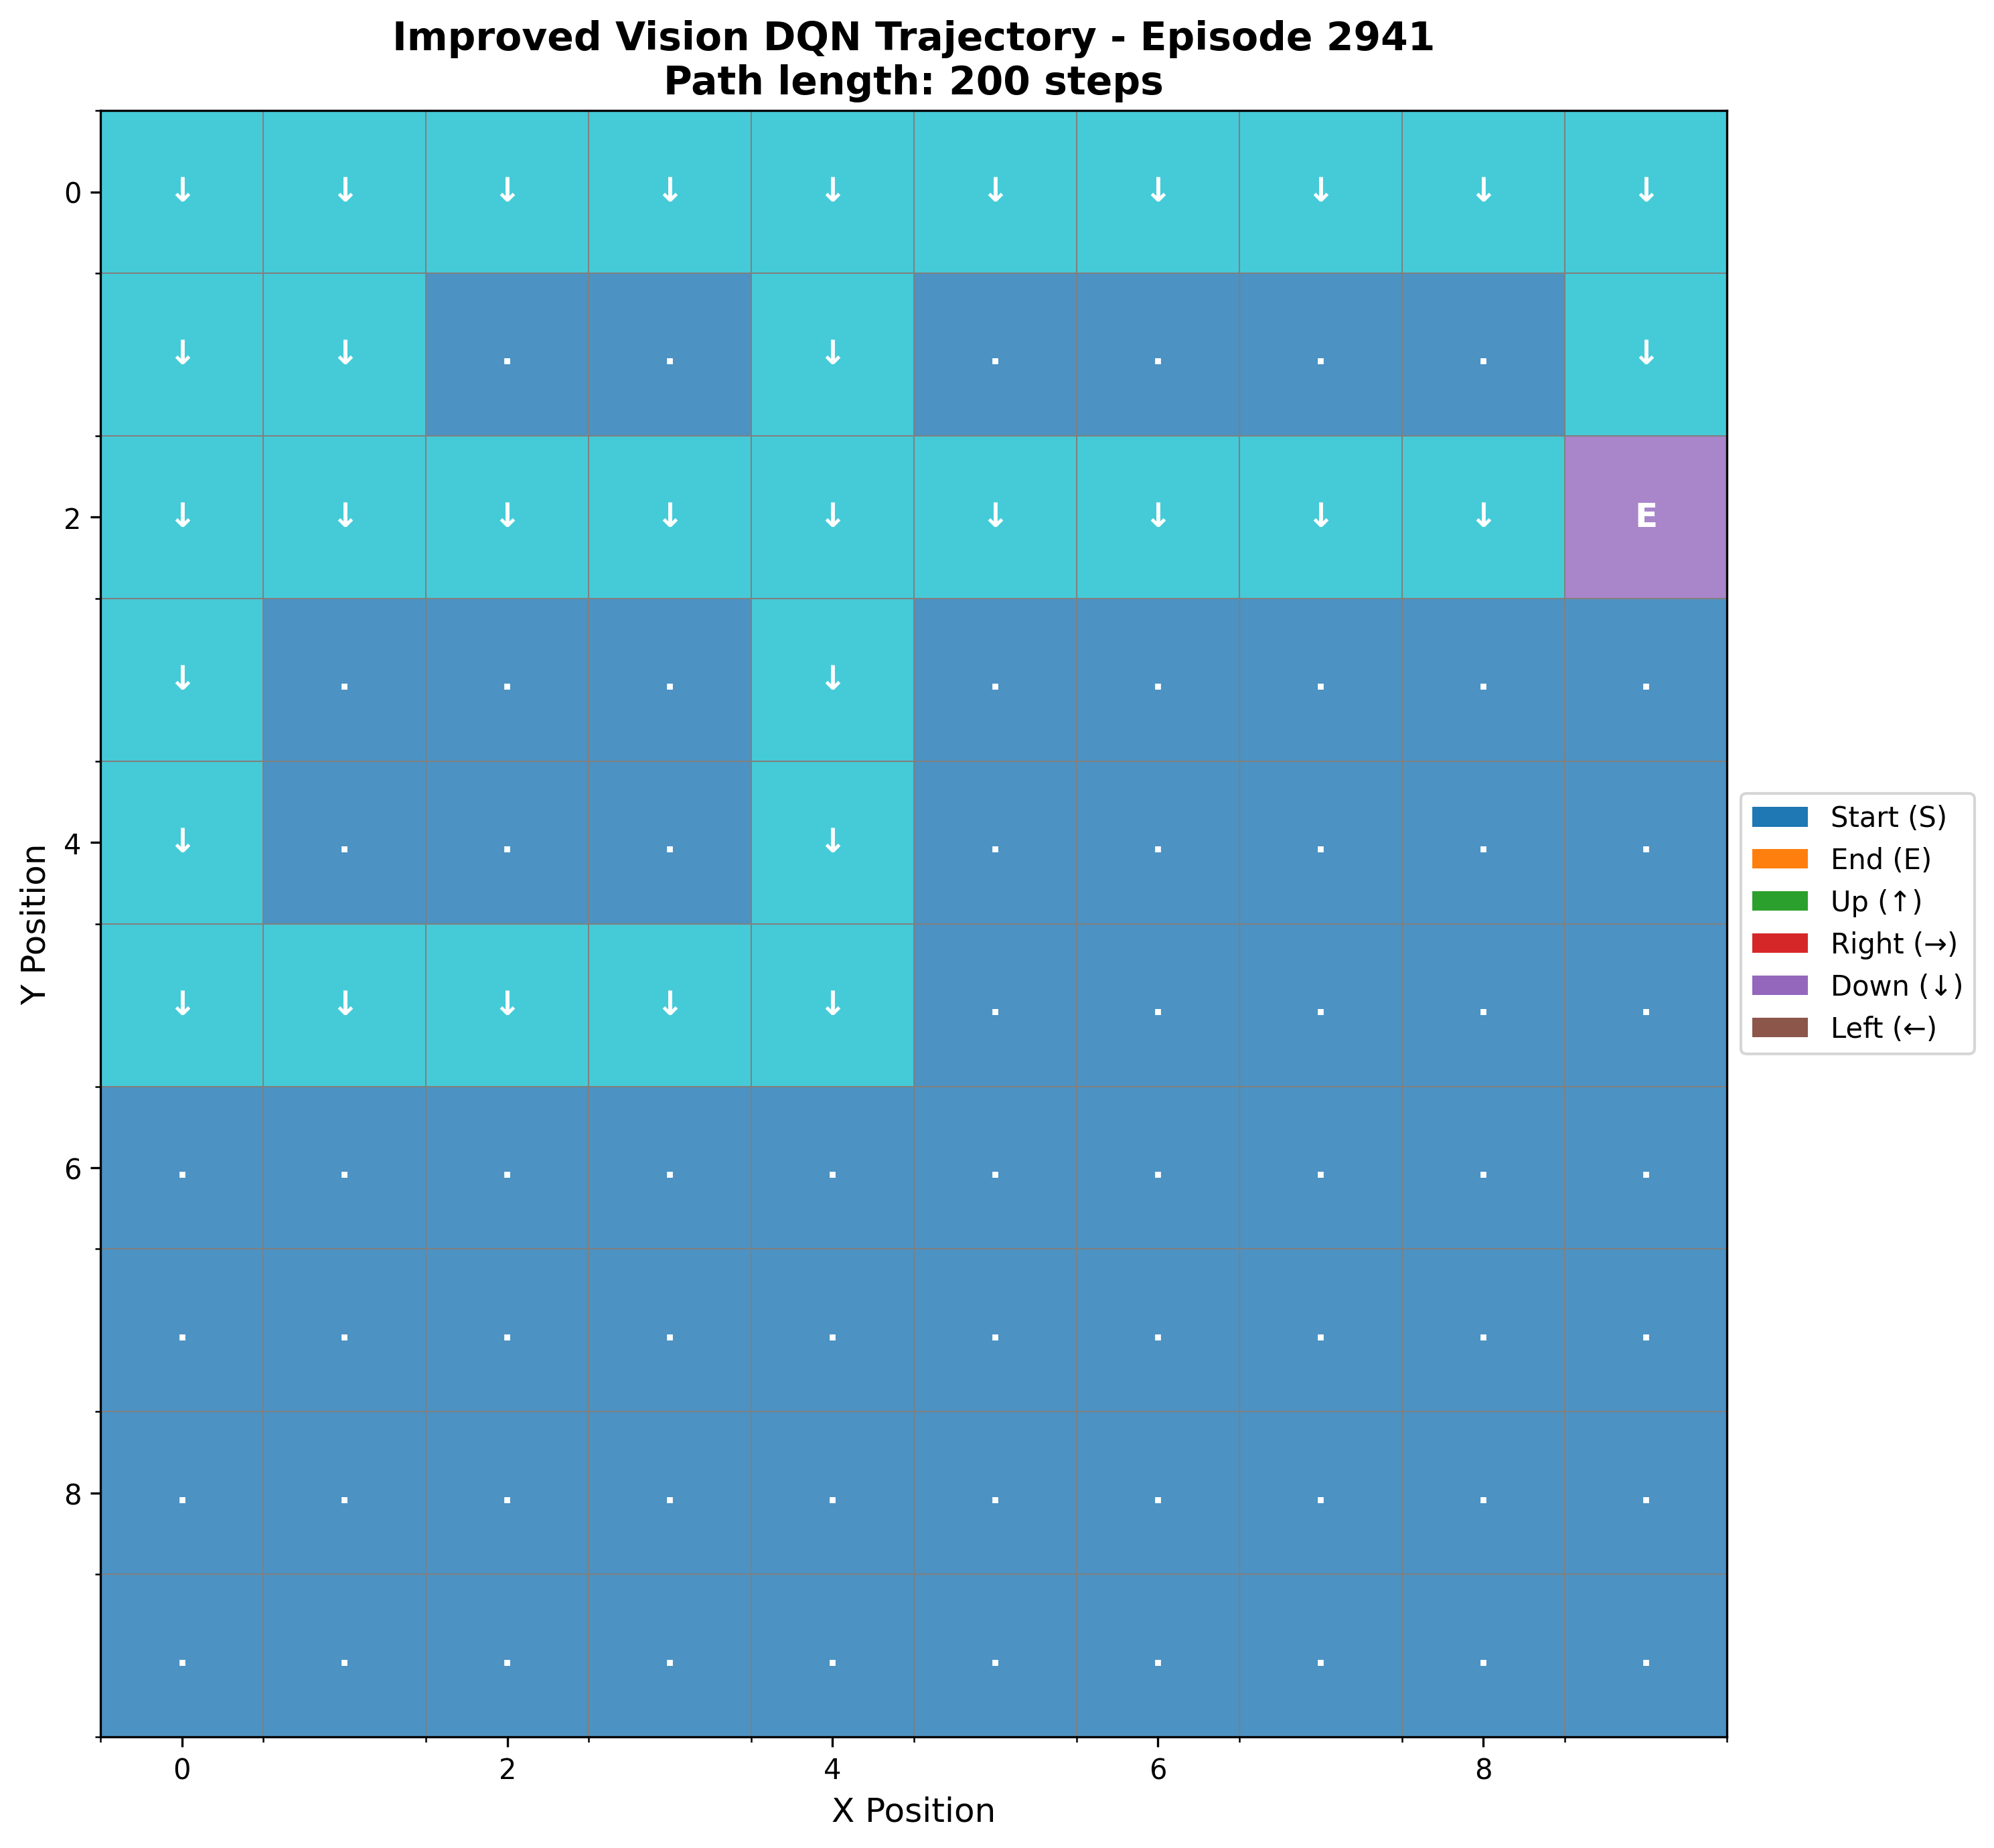 Improved Vision DQN Trajectory - Episode 2941
Path length: 200 steps
0 ↓ ↓ ↓ ↓ ↓ ↓ ↓ ↓ ↓ ↓
↓ ↓ . . ↓ . . . . ↓
2 ↓ ↓ ↓ ↓ ↓ ↓ ↓ ↓ ↓ E
↓ . . . ↓ . . . . .
4 ↓ . . . ↓ . . . . .
↓ ↓ ↓ ↓ ↓ . . . . .
6 . . . . . . . . . .
. . . . . . . . . .
8 . . . . . . . . . .
. . . . . . . . . .
0 2 4 6 8
X Position
Y Position
Start (S)
End (E)
Up (↑)
Right (→)
Down (↓)
Left (←)